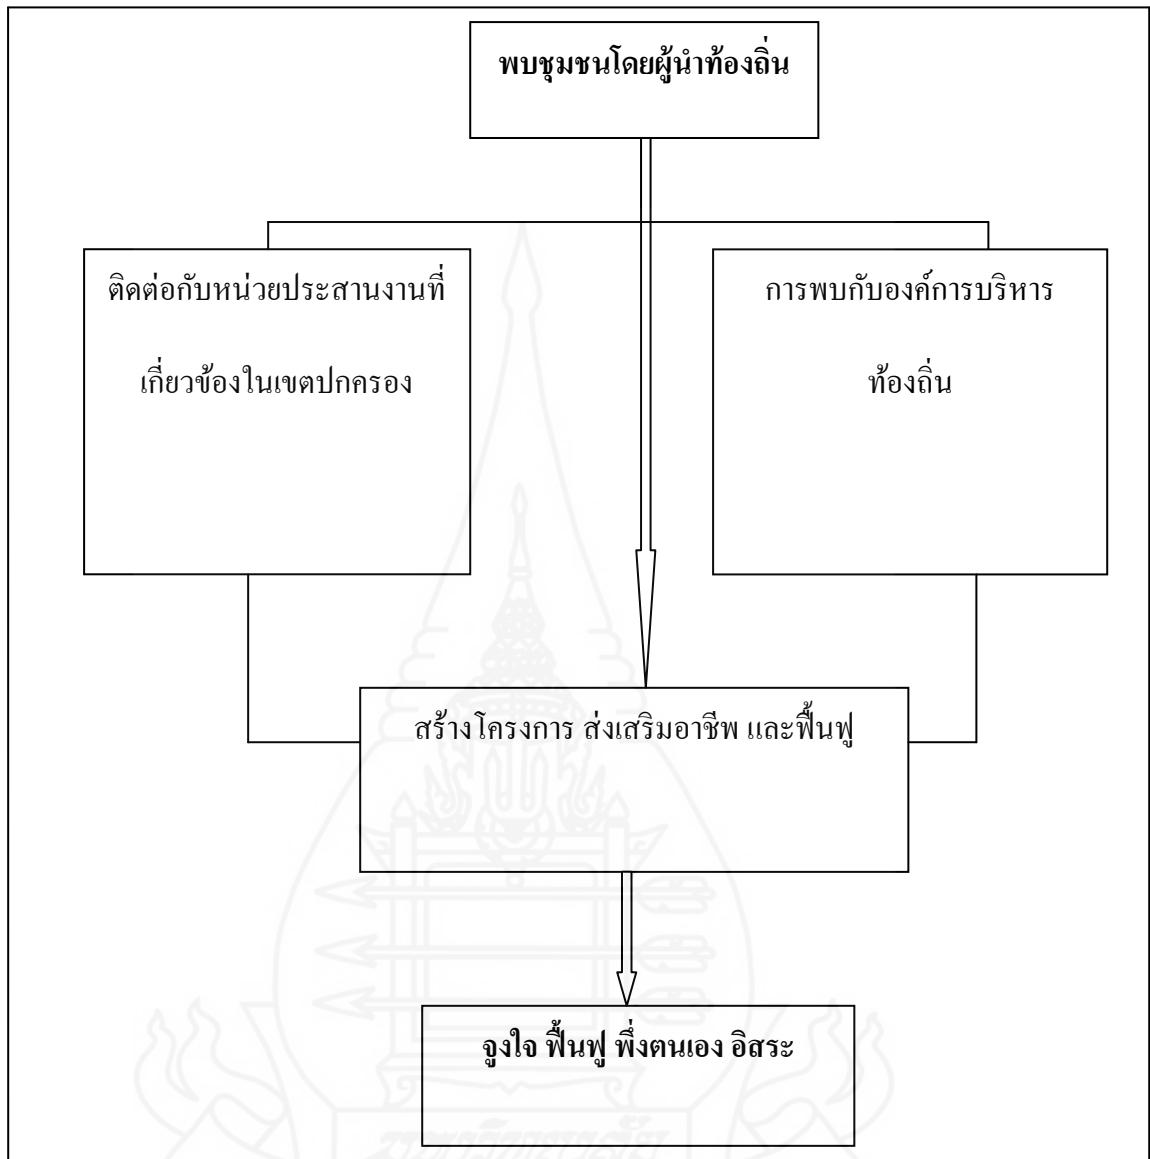 พบชุมชนโดยผู้นำท้องถิ่น
ติดต่อกับหน่วยประสานงานที่
เกี่ยวข้องในเขตปกครอง
การพบกับองค์การบริหาร
ท้องถิ่น
สร้างโครงการ ส่งเสริมอาชีพ และฟื้นฟู
จูงใจ ฟื้นฟู พึ่งตนเอง อิสระ